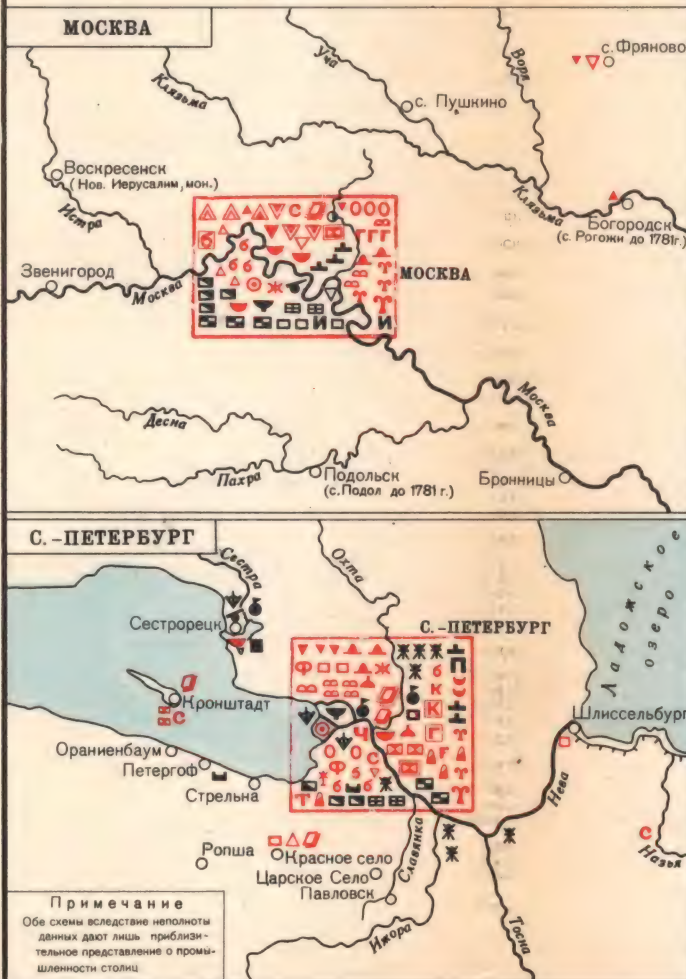 МОСКВА
Уча
Воря
с. Фряново
Клязьма
с. Пушкино
Воскресенск
(Нов. Иерусалим, мон.)
Истра
Клязьма
Богородск
(с. Рогожи до 1781г.)
Звенигород
Москва
МОСКВА
Десна
Москва
Пахра
Подольск
(с. Подол до 1781 г.)
Бронницы
С.-ПЕТЕРБУРГ
Сестра
Охта
Ладожское
озеро
Сестрорецк
С.-ПЕТЕРБУРГ
Кронштадт
Шлиссельбург
Ораниенбаум
Петергоф
Стрельна
Нева
Славянка
Назья
Ропша
Красное село
Царское Село
Павловск
Ижора
Тосна
Примечание
Обе схемы вследствие неполноты
данных дают лишь приблизи-
тельное представление о промы-
шленности столиц